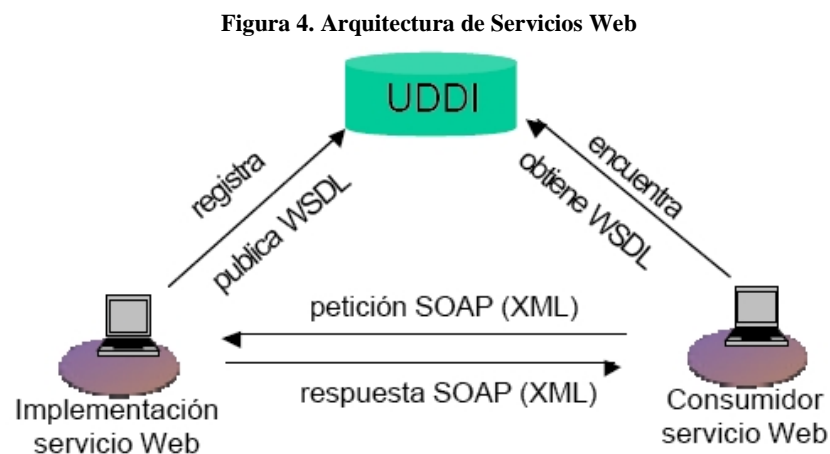 Figura 4. Arquitectura de Servicios Web
UDDI
registra
publica WSDL
encuentra
obtiene WSDL
petición SOAP (XML)
respuesta SOAP (XML)
Implementación
servicio Web
Consumidor
servicio Web